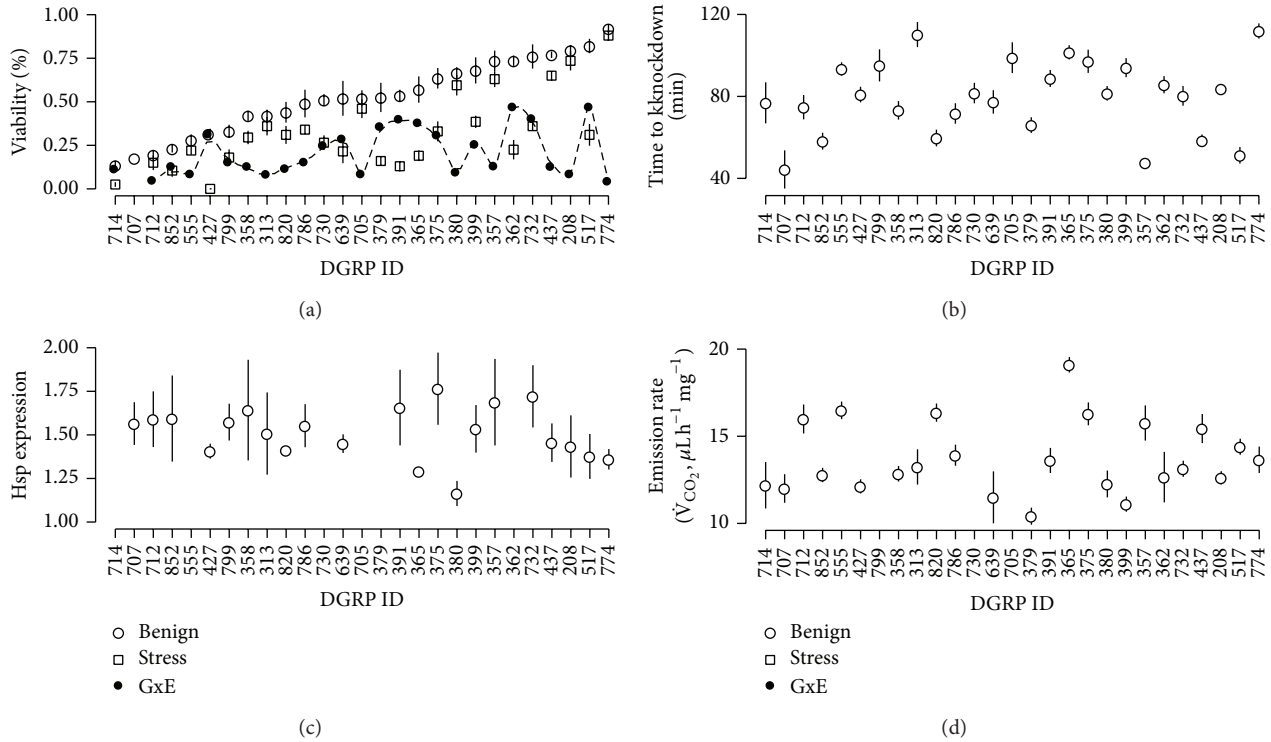 1.00
0.75
0.50
0.25
0.00
Viability (%)
714 707 712 852 555 427 799 358 313 820 786 730 639 705 379 391 365 375 380 399 357 362 732 437 208 517 774
DGRP ID
(a)
120
80
40
Time to kknockdown
(min)
714 707 712 852 555 427 799 358 313 820 786 730 639 705 379 391 365 375 380 399 357 362 732 437 208 517 774
DGRP ID
(b)
2.00
1.75
1.50
1.25
1.00
Hsp expression
714 707 712 852 555 427 799 358 313 820 786 730 639 705 379 391 365 375 380 399 357 362 732 437 208 517 774
DGRP ID
Benign
Stress
GxE
(c)
20
15
10
Emission rate
(V̇CO₂, μLh⁻¹ mg⁻¹)
714 707 712 852 555 427 799 358 313 820 786 730 639 705 379 391 365 375 380 399 357 362 732 437 208 517 774
DGRP ID
Benign
Stress
GxE
(d)